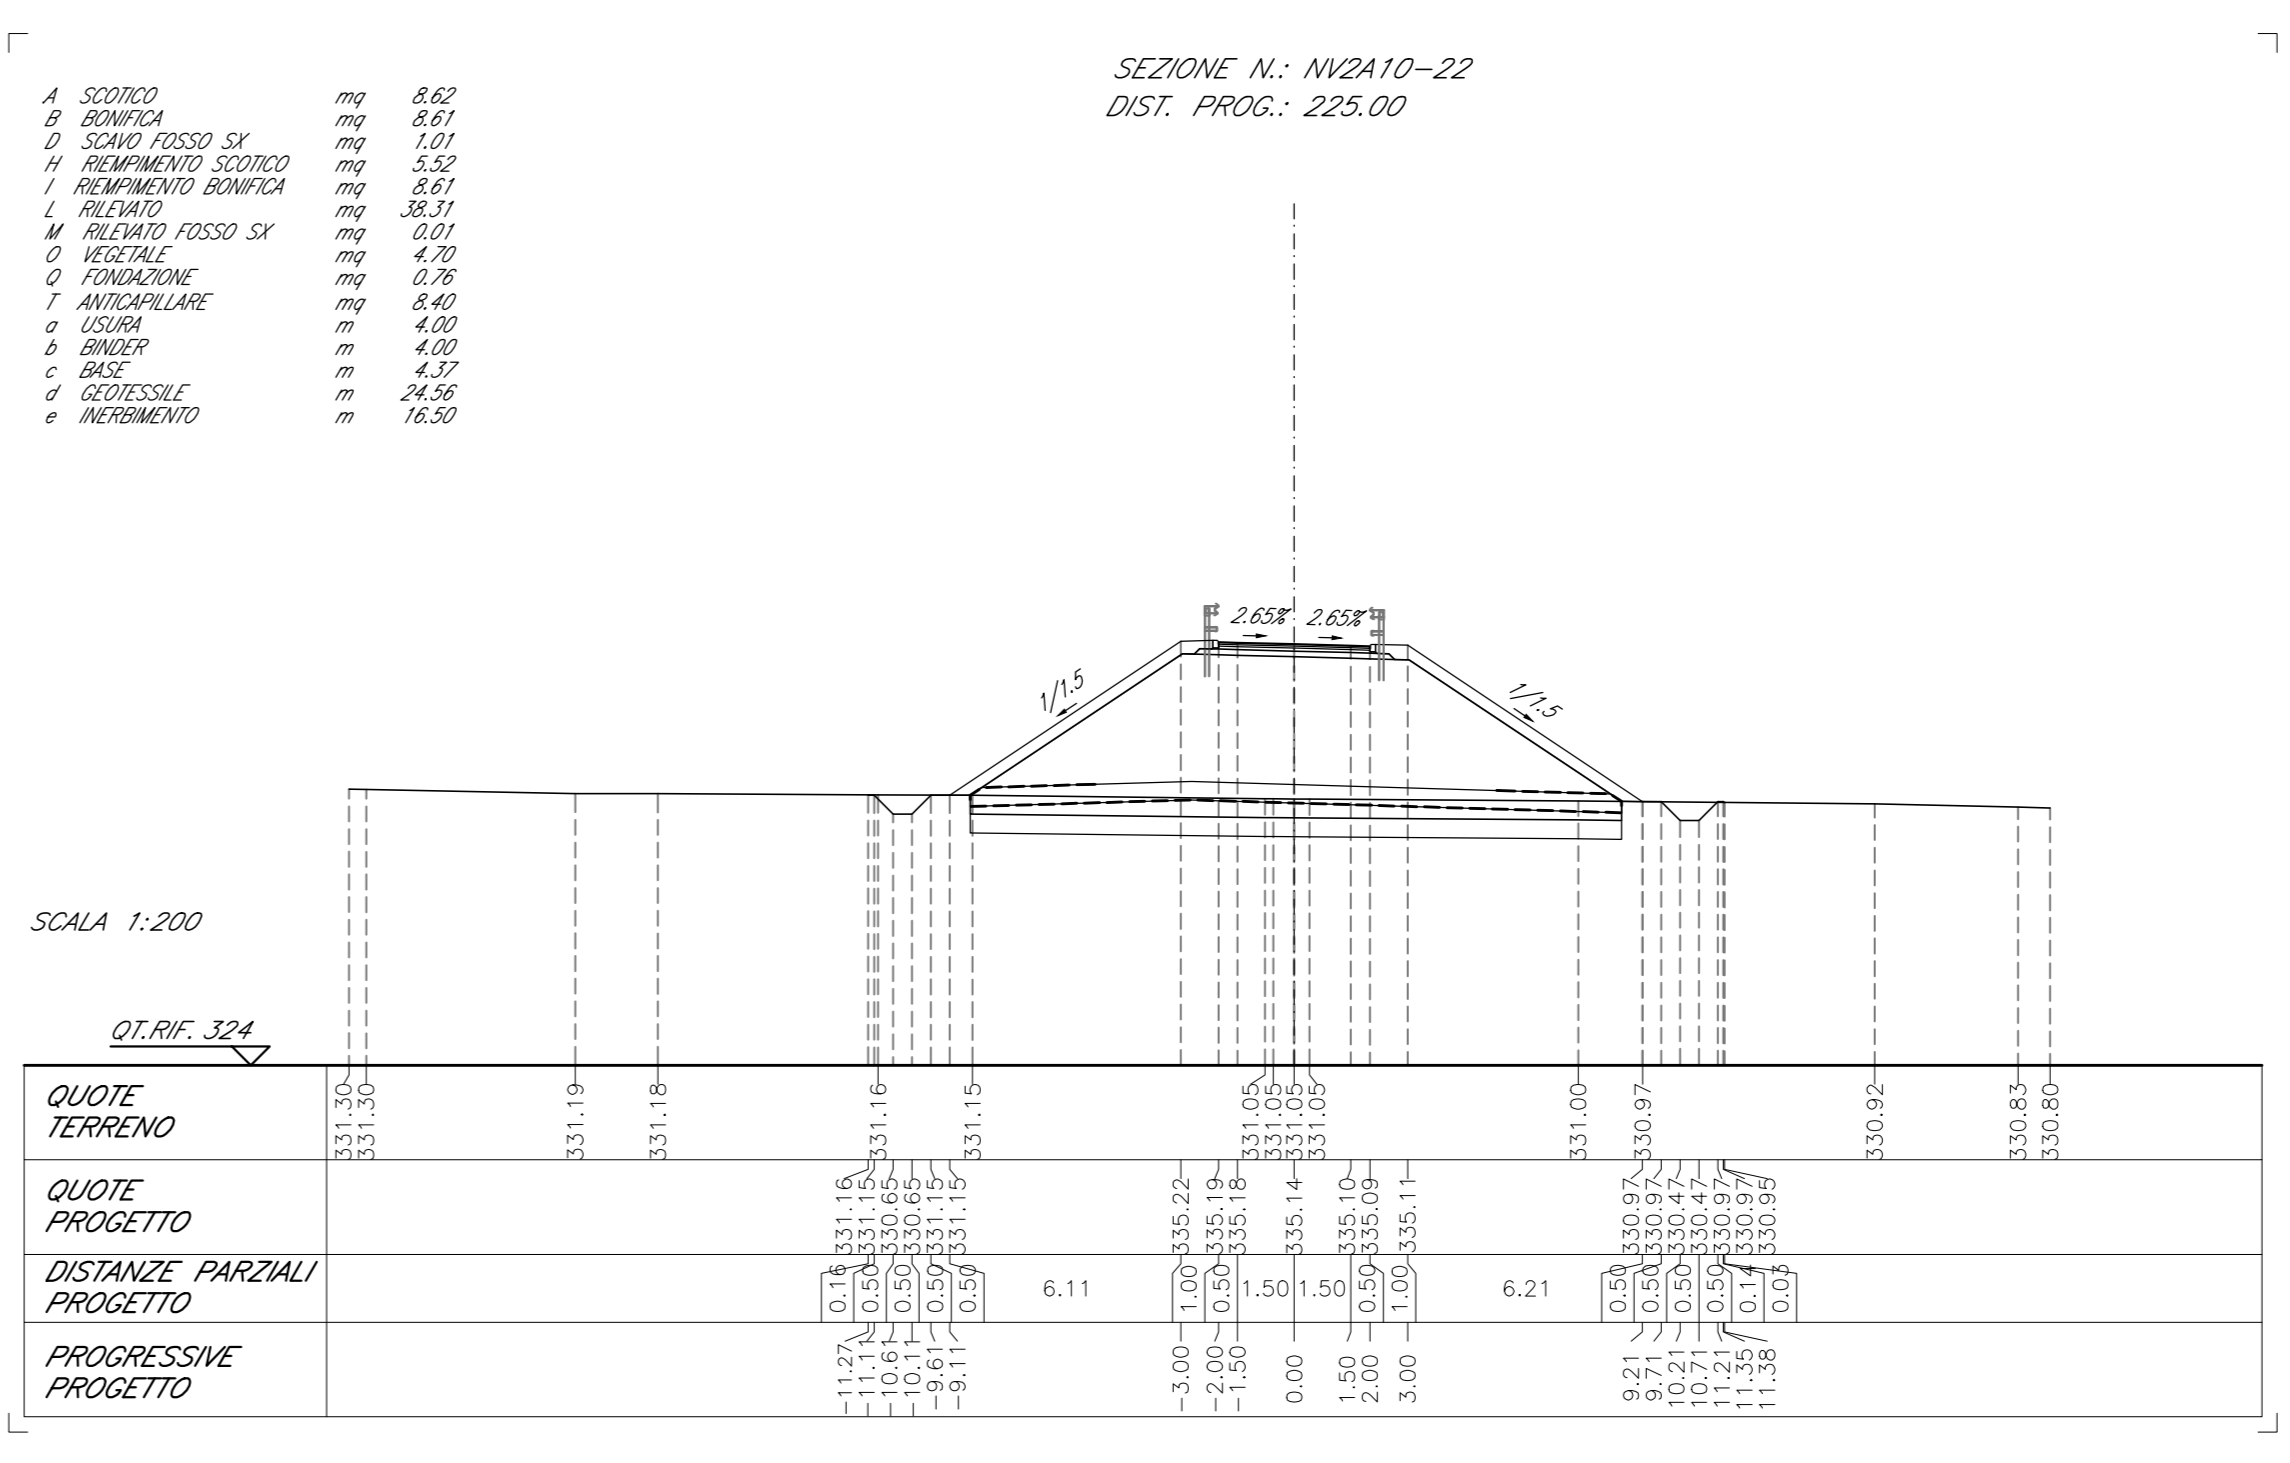 SEZIONE N.: NV2A10-22
DIST. PROG.: 225.00
A SCOTICO mq 8.62
B BONIFICA mq 8.61
D SCAVO FOSSO SX mq 1.01
H RIEMPIMENTO SCOTICO mq 5.52
I RIEMPIMENTO BONIFICA mq 8.61
L RILEVATO mq 38.31
M RILEVATO FOSSO SX mq 0.01
O VEGETALE mq 4.70
Q FONDAZIONE mq 0.76
T ANTICAPILLARE mq 8.40
a USURA m 4.00
b BINDER m 4.00
c BASE m 4.37
d GEOTESSILE m 24.56
e INERBIMENTO m 16.50
2.65% 2.65%
1/1.5 1/1.5
SCALA 1:200
QT.RIF. 324
QUOTE
TERRENO
331.30 331.30 331.19 331.18 331.16 331.15 331.05 331.05 331.05 331.05 331.00 330.97 330.92 330.83 330.80
QUOTE
PROGETTO
331.16 331.15 330.65 330.65 331.15 331.15 335.22 335.19 335.18 335.14 335.10 335.09 335.11 330.97 330.97 330.47 330.47 330.97 330.97 330.95
DISTANZE PARZIALI
PROGETTO
0.16 0.50 0.50 0.50 0.50 6.11 1.00 0.50 1.50 1.50 0.50 1.00 6.21 0.50 0.50 0.50 0.50 0.14 0.03
PROGRESSIVE
PROGETTO
-11.27 -11.11 -10.61 -10.11 -9.61 -9.11 -3.00 -2.00 -1.50 0.00 1.50 2.00 3.00 9.21 9.71 10.21 10.71 11.21 11.35 11.38